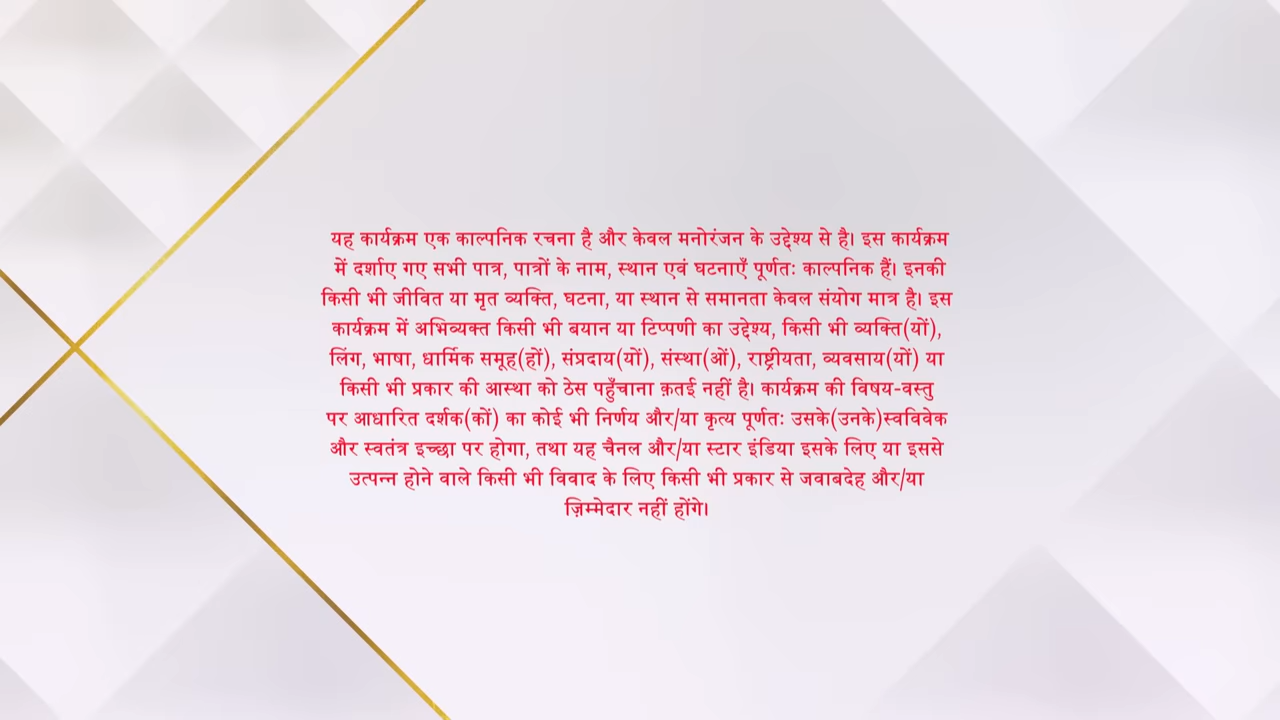 यह कार्यक्रम एक काल्पनिक रचना है और केवल मनोरंजन के उद्देश्य से है। इस कार्यक्रम
में दर्शाए गए सभी पात्र, पात्रों के नाम, स्थान एवं घटनाएँ पूर्णतः काल्पनिक हैं। इनकी
किसी भी जीवित या मृत व्यक्ति, घटना, या स्थान से समानता केवल संयोग मात्र है। इस
कार्यक्रम में अभिव्यक्त किसी भी बयान या टिप्पणी का उद्देश्य, किसी भी व्यक्ति(यों),
लिंग, भाषा, धार्मिक समूह(हों), संप्रदाय(यों), संस्था(ओं), राष्ट्रीयता, व्यवसाय(यों) या
किसी भी प्रकार की आस्था को ठेस पहुँचाना क़तई नहीं है। कार्यक्रम की विषय-वस्तु
पर आधारित दर्शक(कों) का कोई भी निर्णय और/या कृत्य पूर्णतः उसके(उनके)स्वविवेक
और स्वतंत्र इच्छा पर होगा, तथा यह चैनल और/या स्टार इंडिया इसके लिए या इससे
उत्पन्न होने वाले किसी भी विवाद के लिए किसी भी प्रकार से जवाबदेह और/या
ज़िम्मेदार नहीं होंगे।